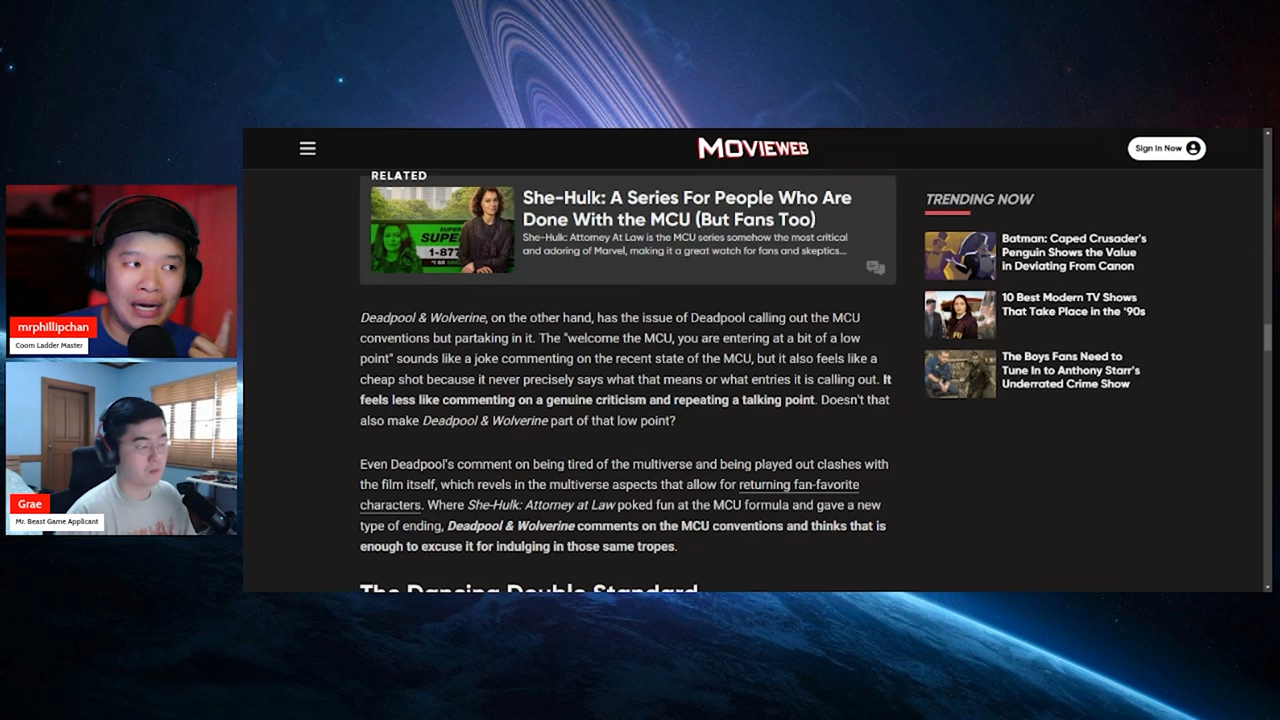 MOVIEWEB
Sign In Now
RELATED
She-Hulk: A Series For People Who Are
Done With the MCU (But Fans Too)
She-Hulk: Attorney At Law is the MCU series somehow the most critical
and adoring of Marvel, making it a great watch for fans and skeptics...
SUPER
1-877
Deadpool & Wolverine, on the other hand, has the issue of Deadpool calling out the MCU
conventions but partaking in it. The "welcome the MCU, you are entering at a bit of a low
point" sounds like a joke commenting on the recent state of the MCU, but it also feels like a
cheap shot because it never precisely says what that means or what entries it is calling out. It
feels less like commenting on a genuine criticism and repeating a talking point. Doesn't that
also make Deadpool & Wolverine part of that low point?
Even Deadpool's comment on being tired of the multiverse and being played out clashes with
the film itself, which revels in the multiverse aspects that allow for returning fan-favorite
characters. Where She-Hulk: Attorney at Law poked fun at the MCU formula and gave a new
type of ending, Deadpool & Wolverine comments on the MCU conventions and thinks that is
enough to excuse it for indulging in those same tropes.
The Dancing Double Standard
TRENDING NOW
Batman: Caped Crusader's
Penguin Shows the Value
in Deviating From Canon
10 Best Modern TV Shows
That Take Place in the '90s
The Boys Fans Need to
Tune In to Anthony Starr's
Underrated Crime Show
mrphillipchan
Coom Ladder Master
Grae
Mr. Beast Game Applicant